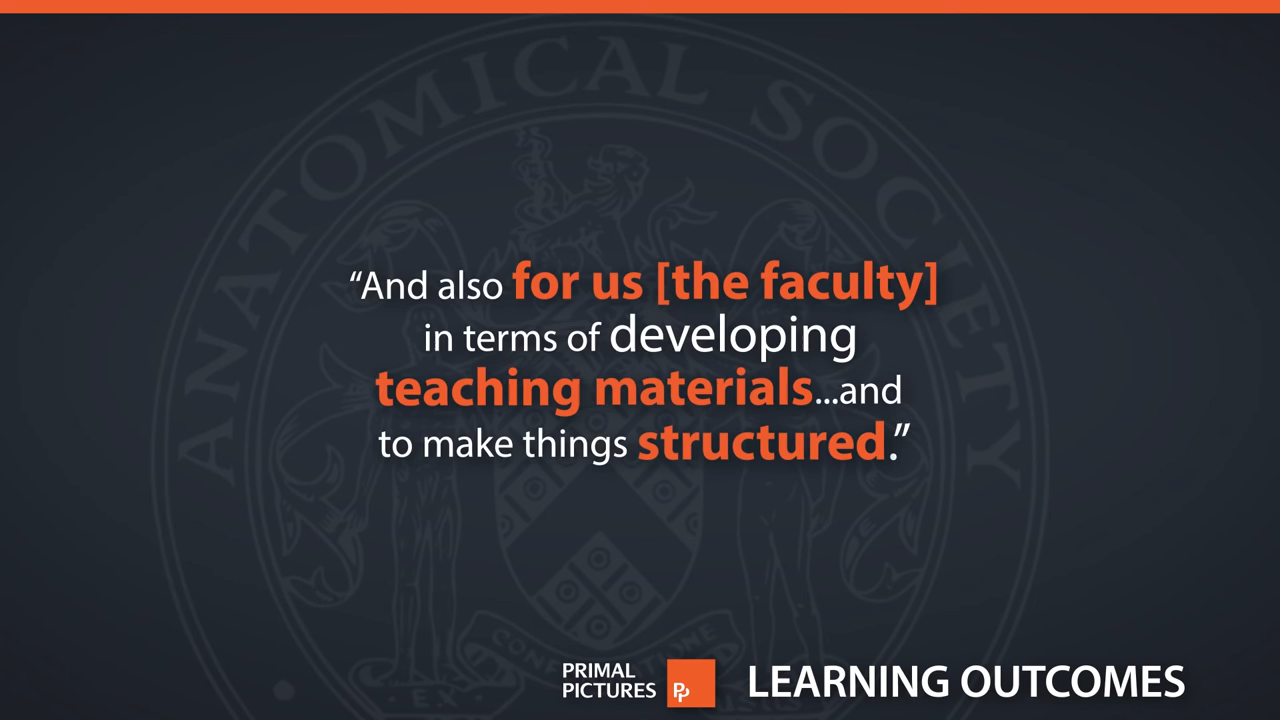 ANATOMICAL SOCIETY
“And also for us [the faculty]
in terms of developing
teaching materials...and
to make things structured.”
EX
PRIMAL
PICTURES
LEARNING OUTCOMES